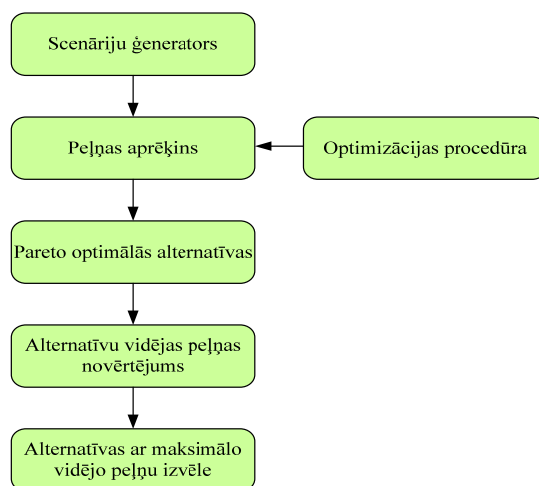 Scenāriju ģenerators
Peļņas aprēķins
Optimizācijas procedūra
Pareto optimālās alternatīvas
Alternatīvu vidējas peļņas
novērtējums
Alternatīvas ar maksimālo
vidējo peļņu izvēle